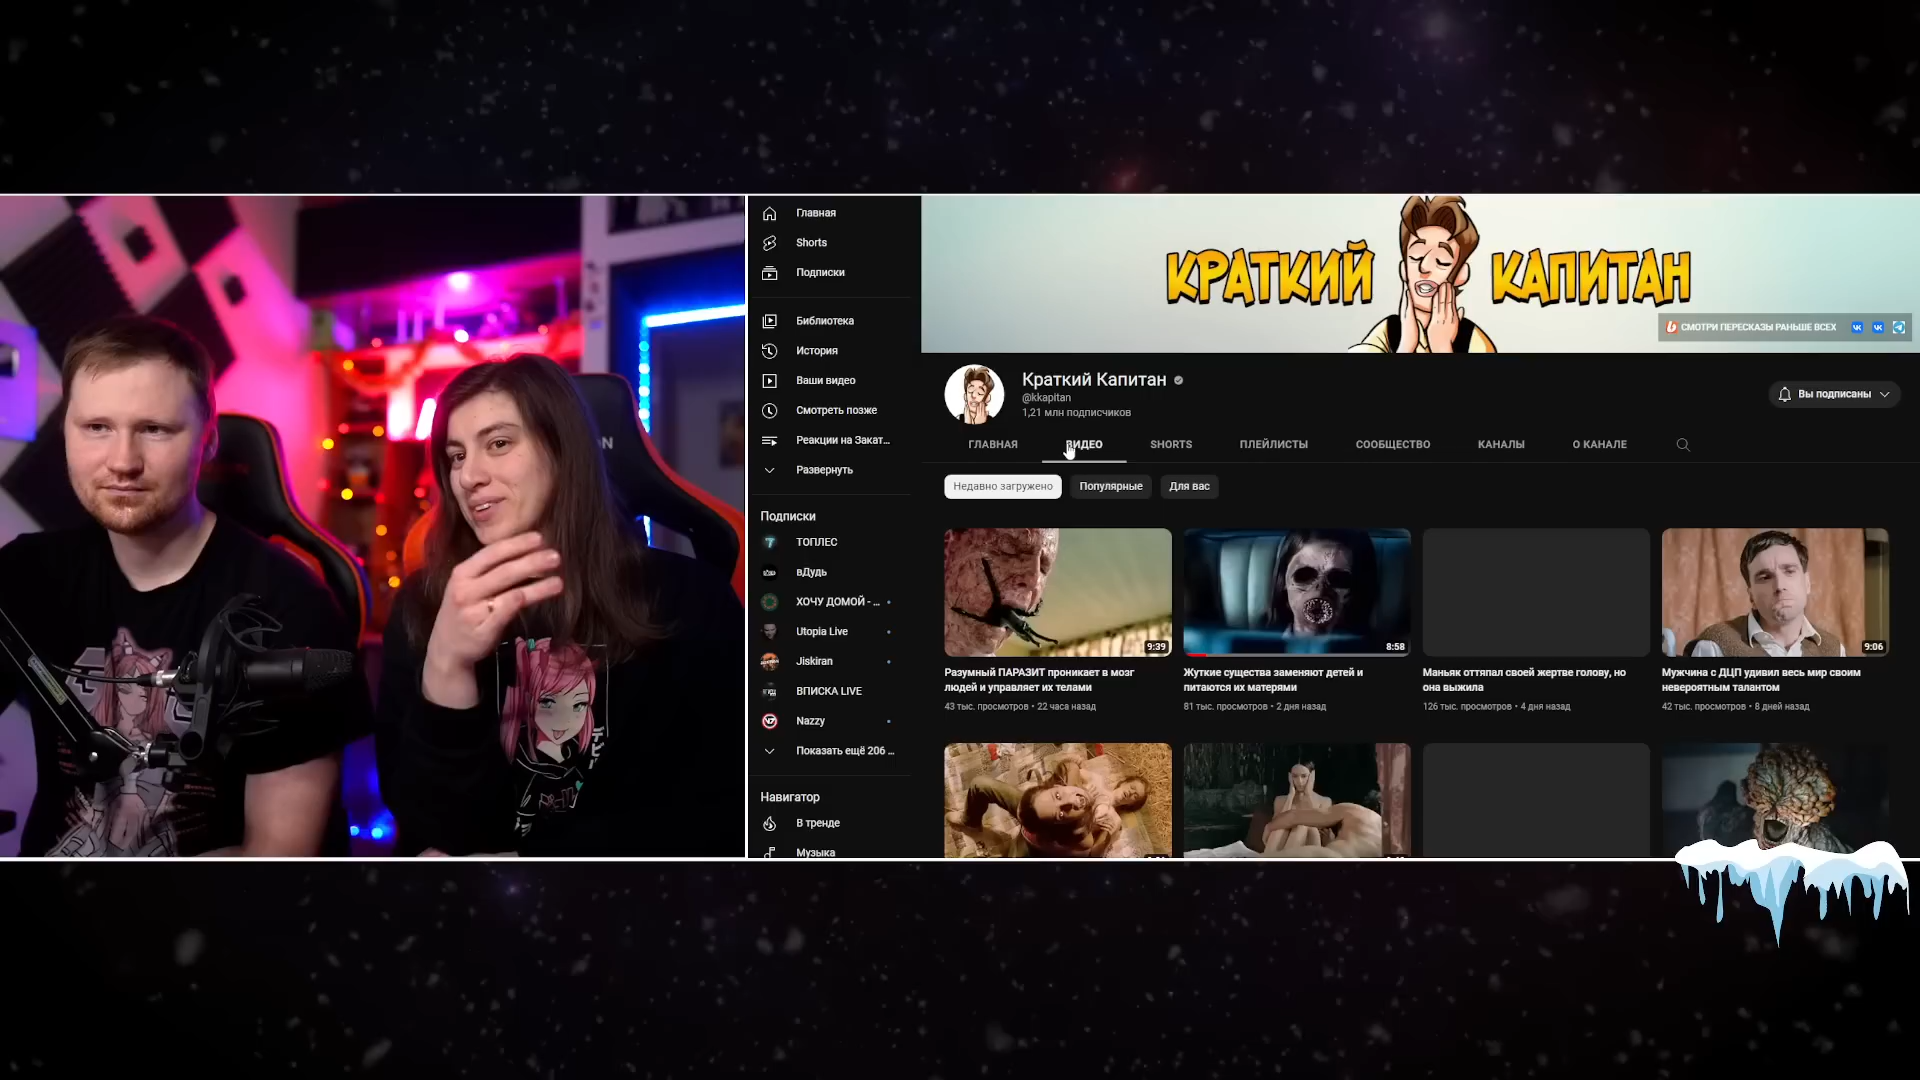 Главная
Shorts
Подписки
Библиотека
История
Ваши видео
Смотреть позже
Реакции на Закат...
Развернуть
Подписки
ТОПЛЕС
вДудь
ХОЧУ ДОМОЙ - ...
Utopia Live
Jiskiran
ВПИСКА LIVE
Nazzy
Показать ещё 206 ...
Навигатор
В тренде
Музыка
КРАТКИЙ КАПИТАН
СМОТРИ ПЕРЕСКАЗЫ РАНЬШЕ ВСЕХ
Краткий Капитан
@kkapitan
1,21 млн подписчиков
Вы подписаны
ГЛАВНАЯ ВИДЕО SHORTS ПЛЕЙЛИСТЫ СООБЩЕСТВО КАНАЛЫ О КАНАЛЕ
Недавно загружено Популярные Для вас
9:39
Разумный ПАРАЗИТ проникает в мозг
людей и управляет их телами
43 тыс. просмотров • 22 часа назад
8:58
Жуткие существа заменяют детей и
питаются их матерями
81 тыс. просмотров • 2 дня назад
Маньяк оттяпал своей жертве голову, но
она выжила
126 тыс. просмотров • 4 дня назад
9:06
Мужчина с ДЦП удивил весь мир своим
невероятным талантом
42 тыс. просмотров • 8 дней назад